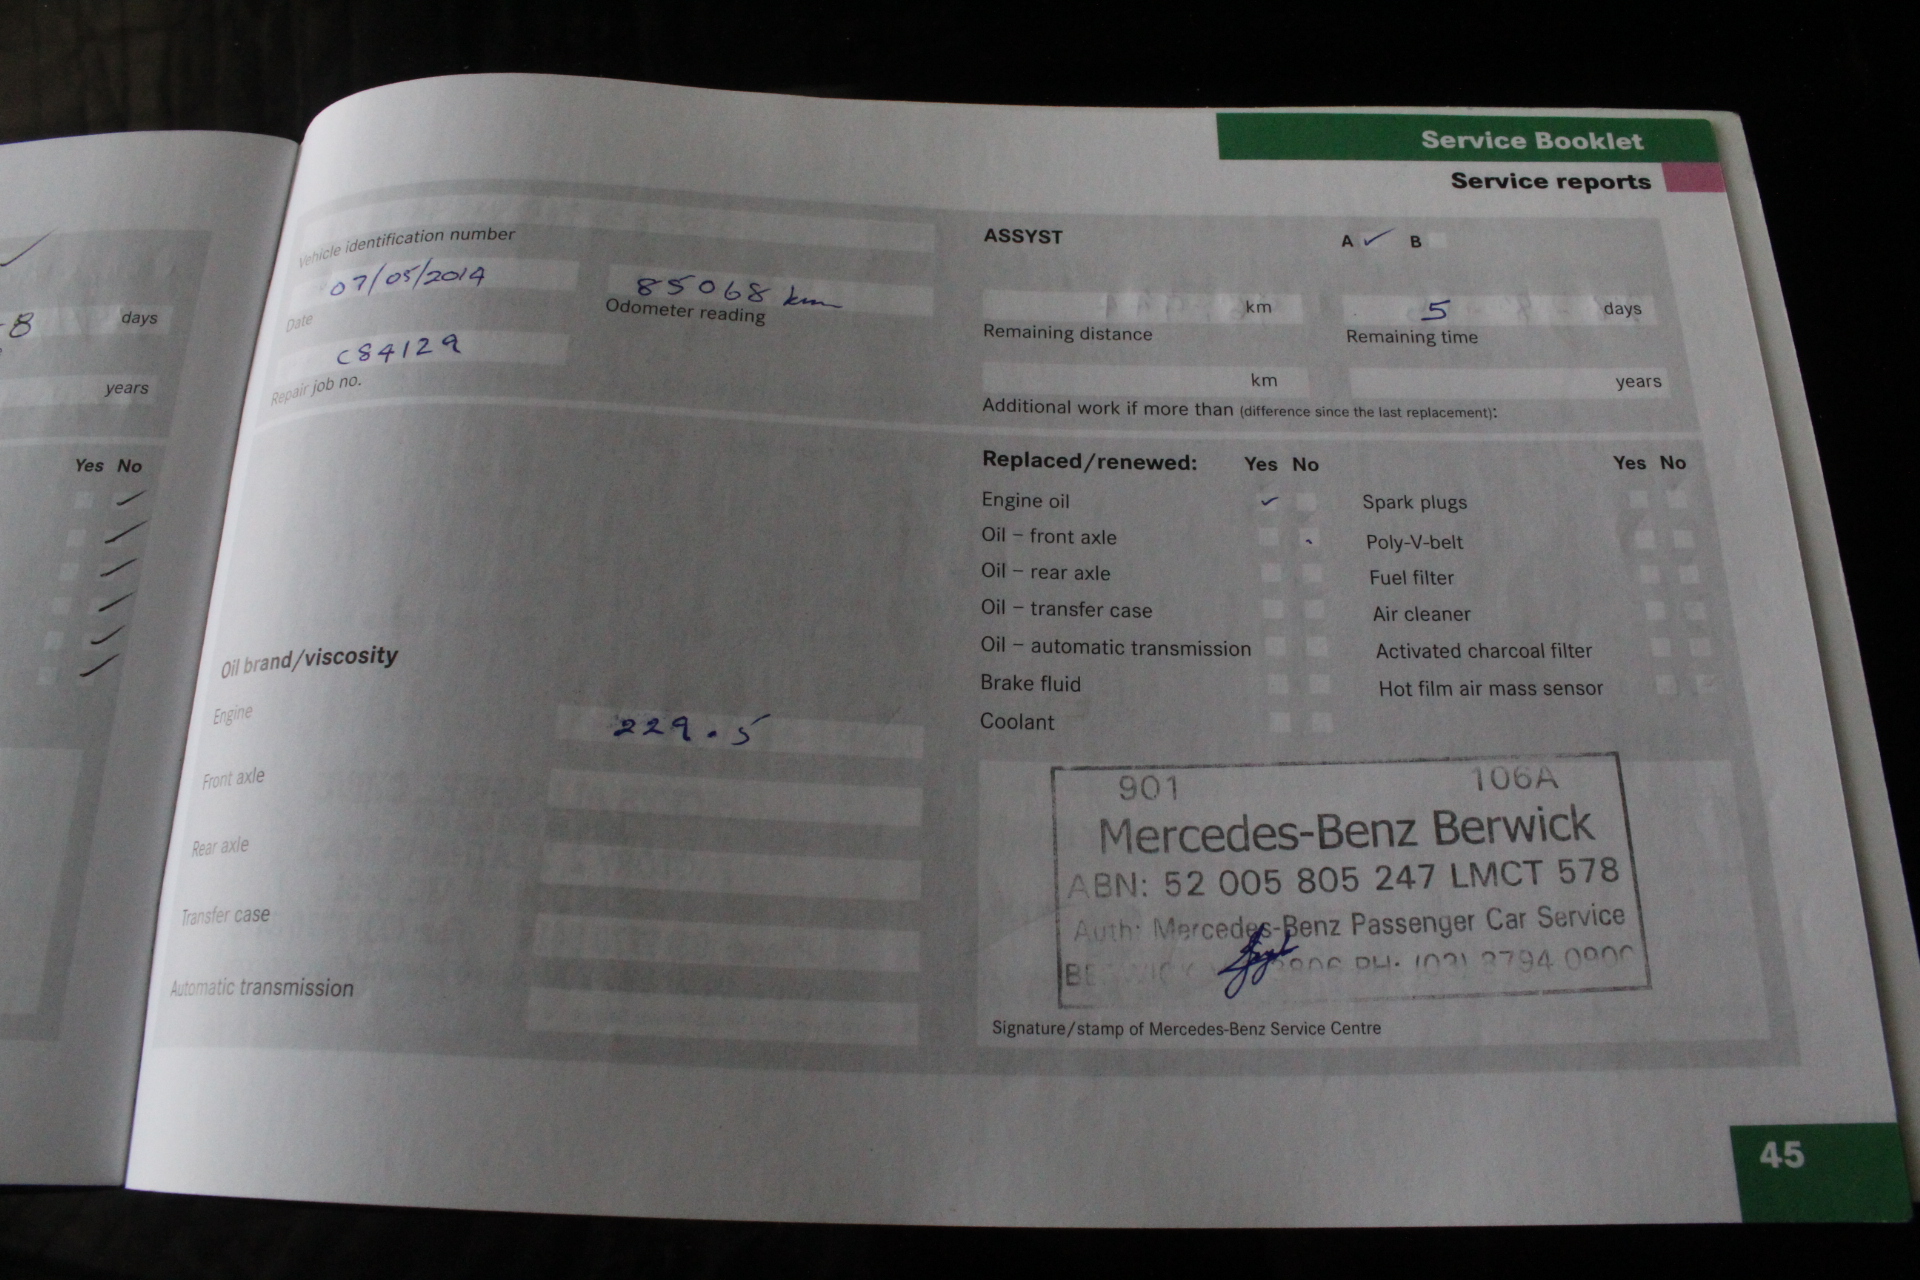 -8 days
years
Yes No
Service Booklet
Service reports
Vehicle identification number
07/05/2014
Date
85068 km
Odometer reading
C84129
Repair job no.
ASSYST A B
km
Remaining distance
5 days
Remaining time
km
years
Additional work if more than (difference since the last replacement):
Replaced/renewed: Yes No
Engine oil
Oil – front axle
Oil – rear axle
Oil – transfer case
Oil – automatic transmission
Brake fluid
Coolant
Yes No
Spark plugs
Poly-V-belt
Fuel filter
Air cleaner
Activated charcoal filter
Hot film air mass sensor
Oil brand/viscosity
Engine 229.5
Front axle
Rear axle
Transfer case
Automatic transmission
901 106A
Mercedes-Benz Berwick
ABN: 52 005 805 247 LMCT 578
Auth: Mercedes-Benz Passenger Car Service
PH: (03)
Signature/stamp of Mercedes-Benz Service Centre
45